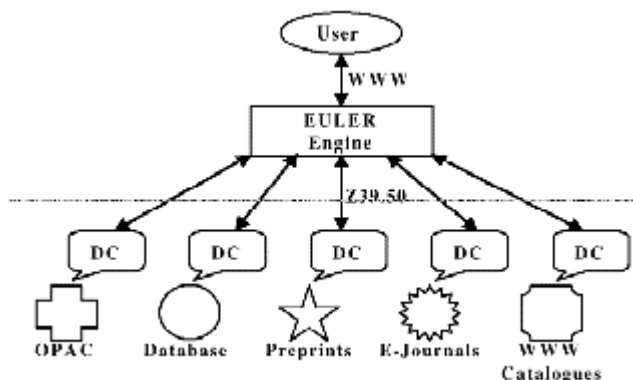 User
WWW
EULER
Engine
Z39.50
DC DC DC DC DC
OPAC Database Preprints E-Journals WWW
Catalogues